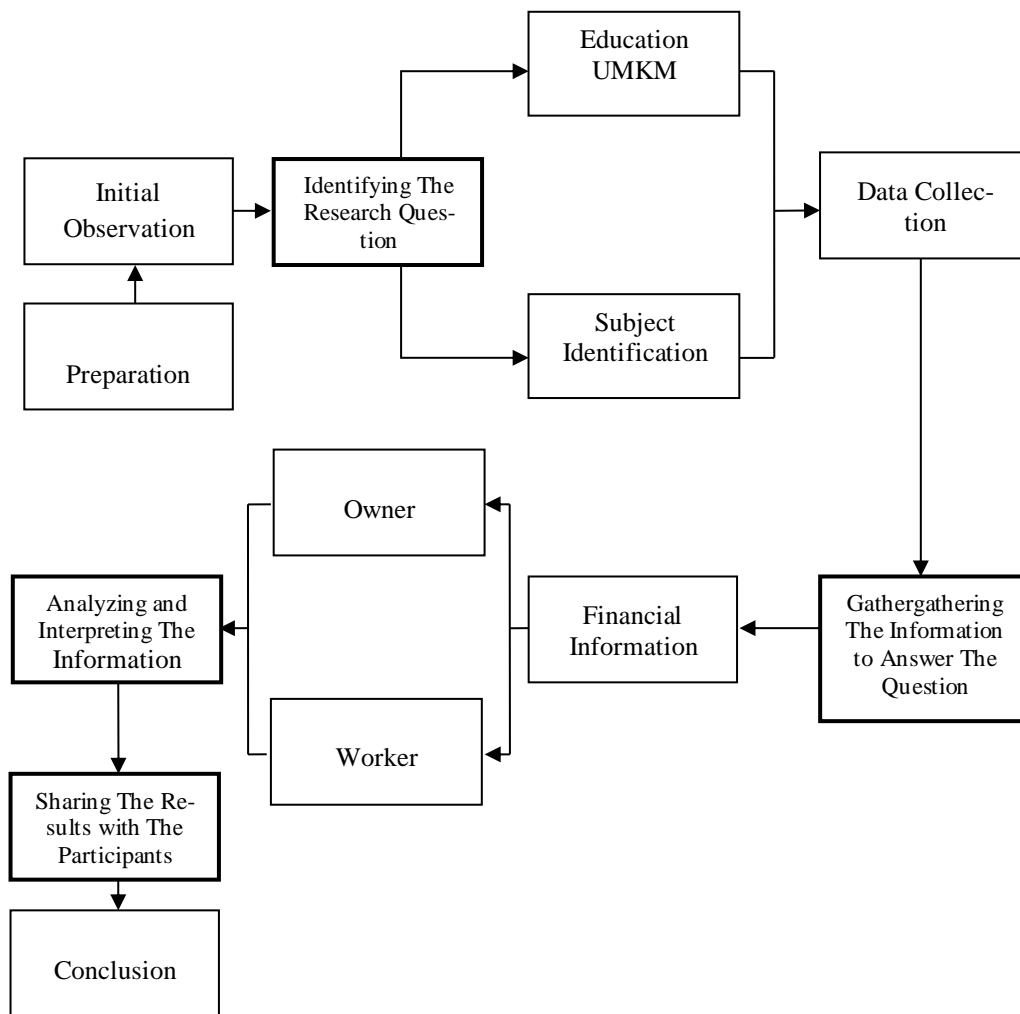 Education
UMKM
Initial
Observation
Identifying The
Research Ques-
tion
Data Collec-
tion
Preparation
Subject
Identification
Owner
Analyzing and
Interpreting The
Information
Financial
Information
Gathergathering
The Information
to Answer The
Question
Worker
Sharing The Re-
sults with The
Participants
Conclusion